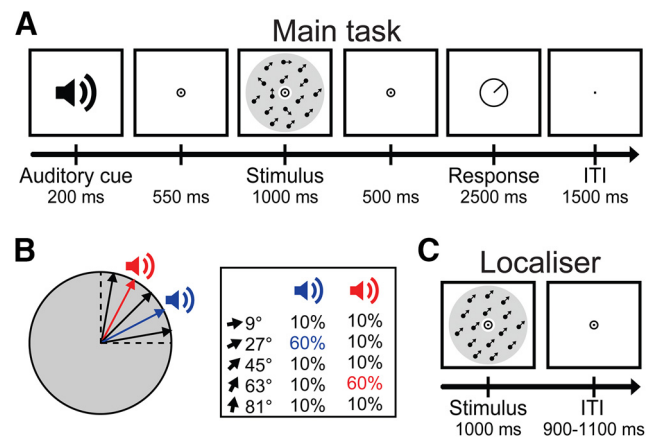 A
Main task
Auditory cue
200 ms
550 ms
Stimulus
1000 ms
500 ms
Response
2500 ms
ITI
1500 ms
B
9° 10% 10%
27° 60% 10%
45° 10% 10%
63° 10% 60%
81° 10% 10%
C
Localiser
Stimulus
1000 ms
ITI
900-1100 ms